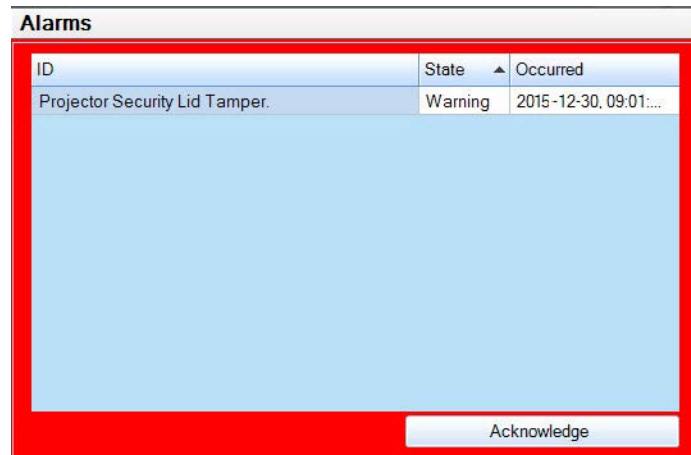 Alarms
ID State Occurred
Projector Security Lid Tamper. Warning 2015-12-30, 09:01:...
Acknowledge